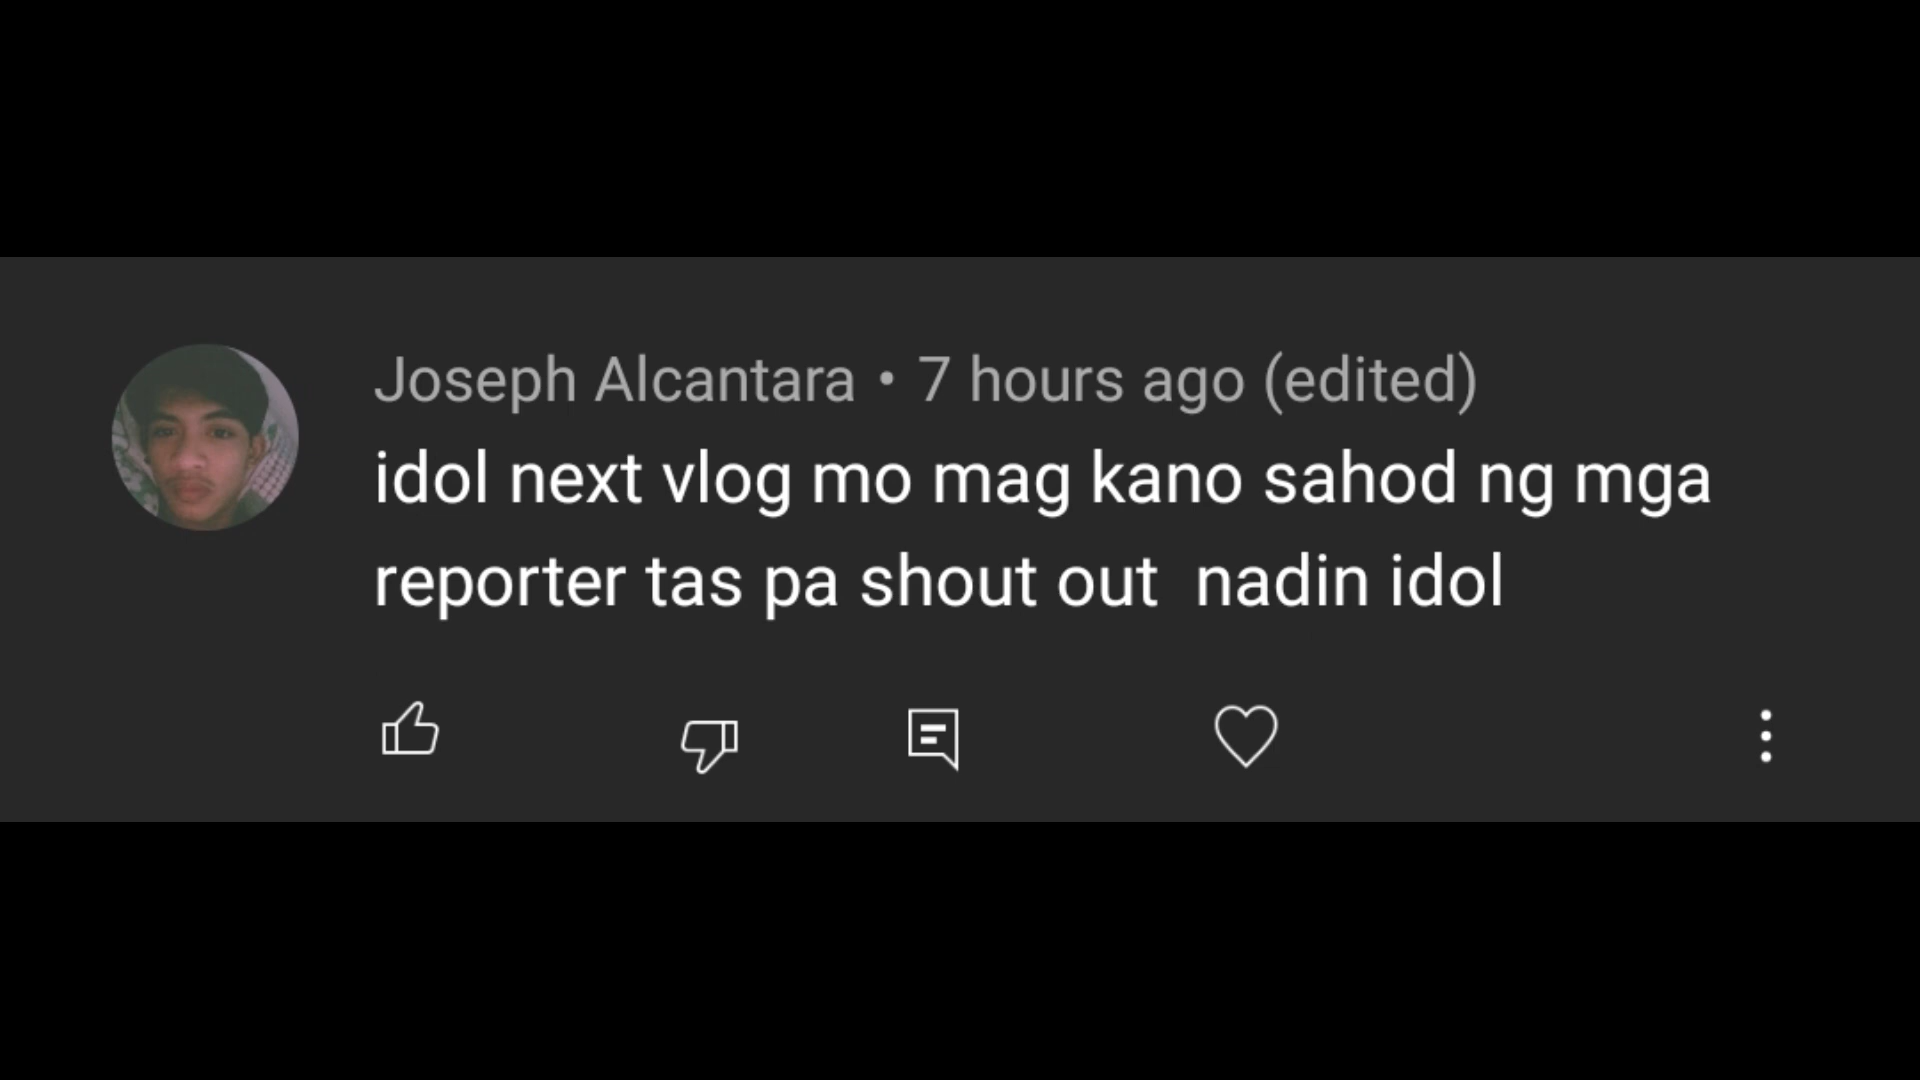 Joseph Alcantara • 7 hours ago (edited)
idol next vlog mo mag kano sahod ng mga
reporter tas pa shout out  nadin idol